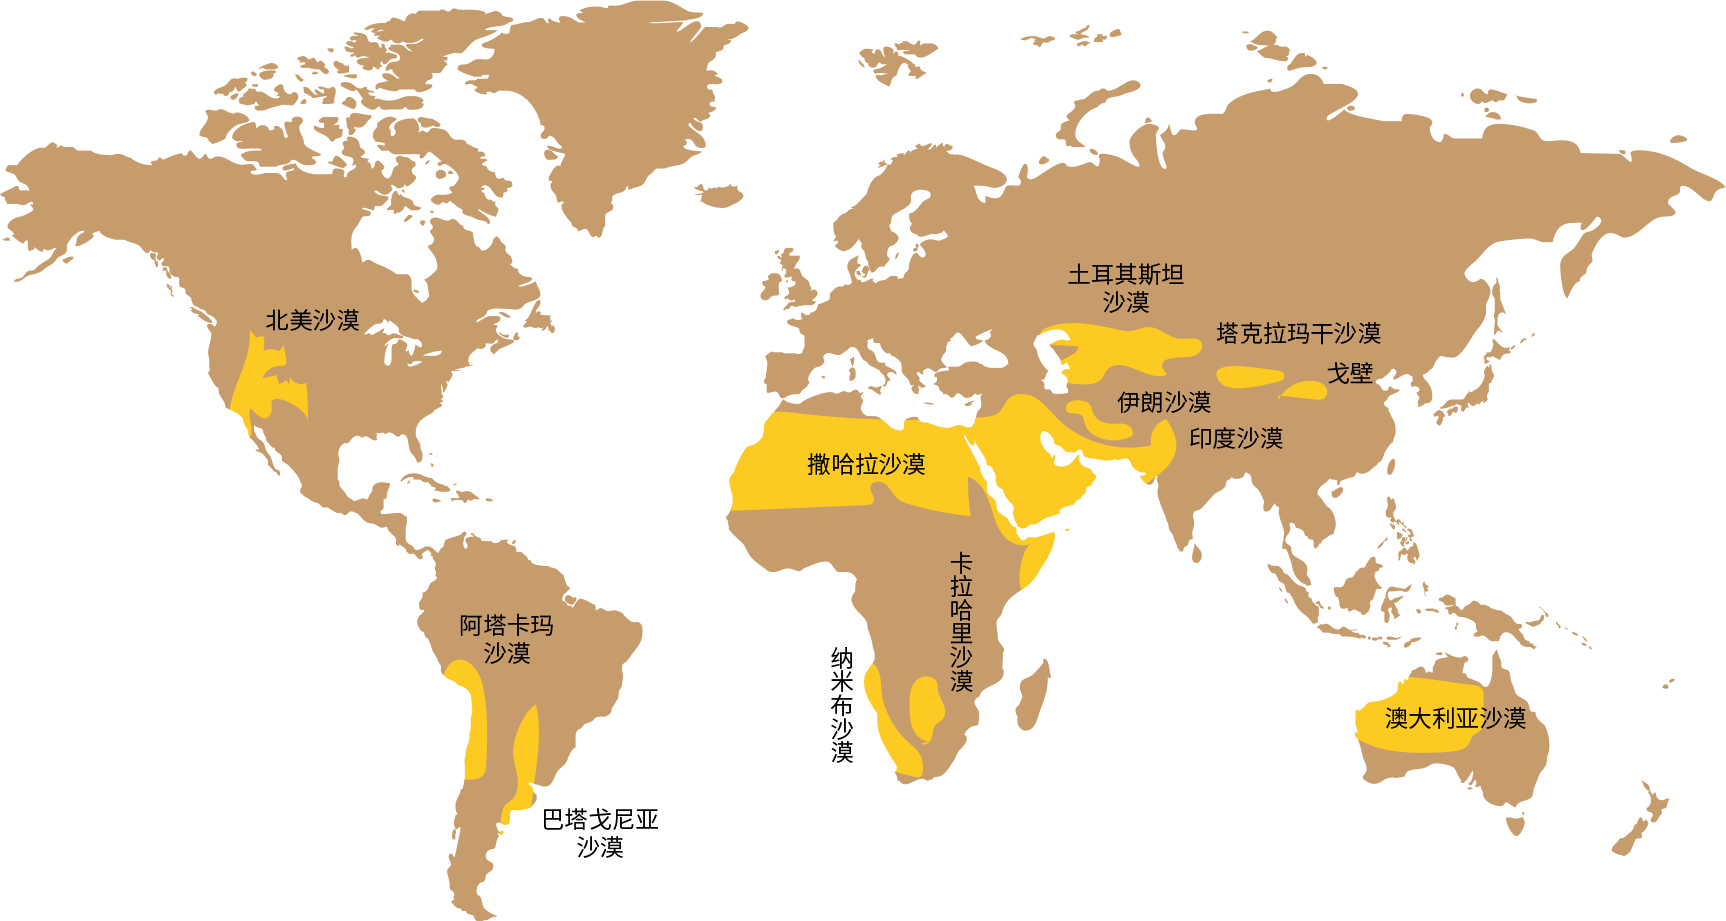 土耳其斯坦
沙漠
北美沙漠
塔克拉玛干沙漠
戈壁
伊朗沙漠
印度沙漠
撒哈拉沙漠
卡拉哈里沙漠
阿塔卡玛
沙漠
纳米布沙漠
澳大利亚沙漠
巴塔戈尼亚
沙漠